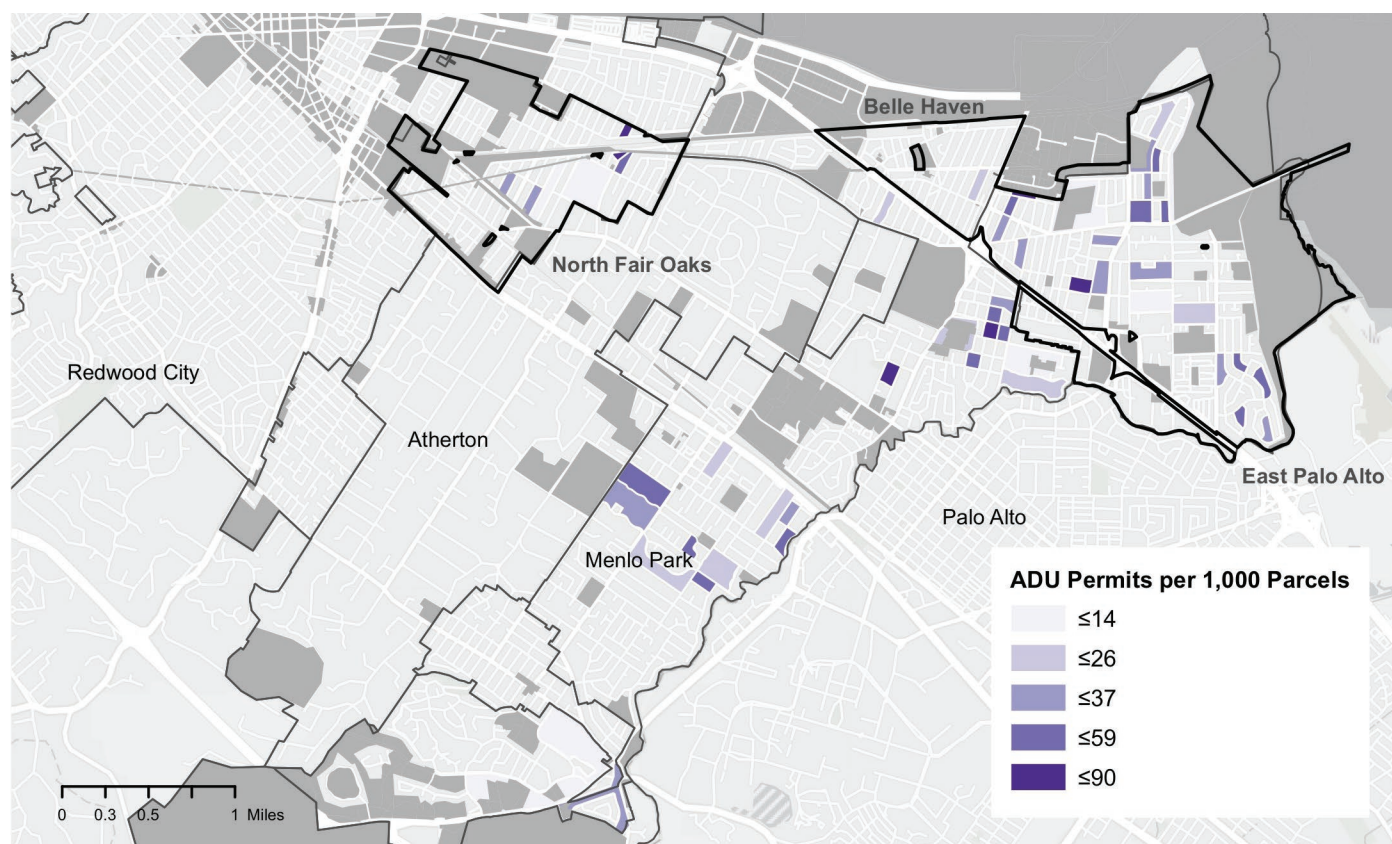 Belle Haven
North Fair Oaks
Redwood City
Atherton
East Palo Alto
Palo Alto
Menlo Park
ADU Permits per 1,000 Parcels
≤14
≤26
≤37
≤59
≤90
0 0.3 0.5 1 Miles